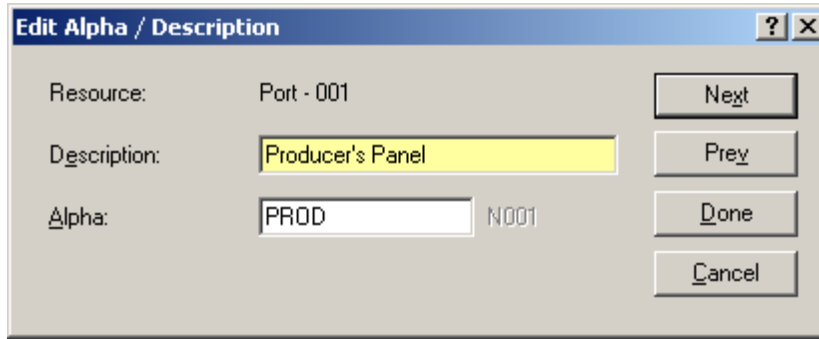 Edit Alpha / Description ? ×
Resource: Port - 001 Next
Description: Producer's Panel Prev
Alpha: PROD N001 Done
Cancel